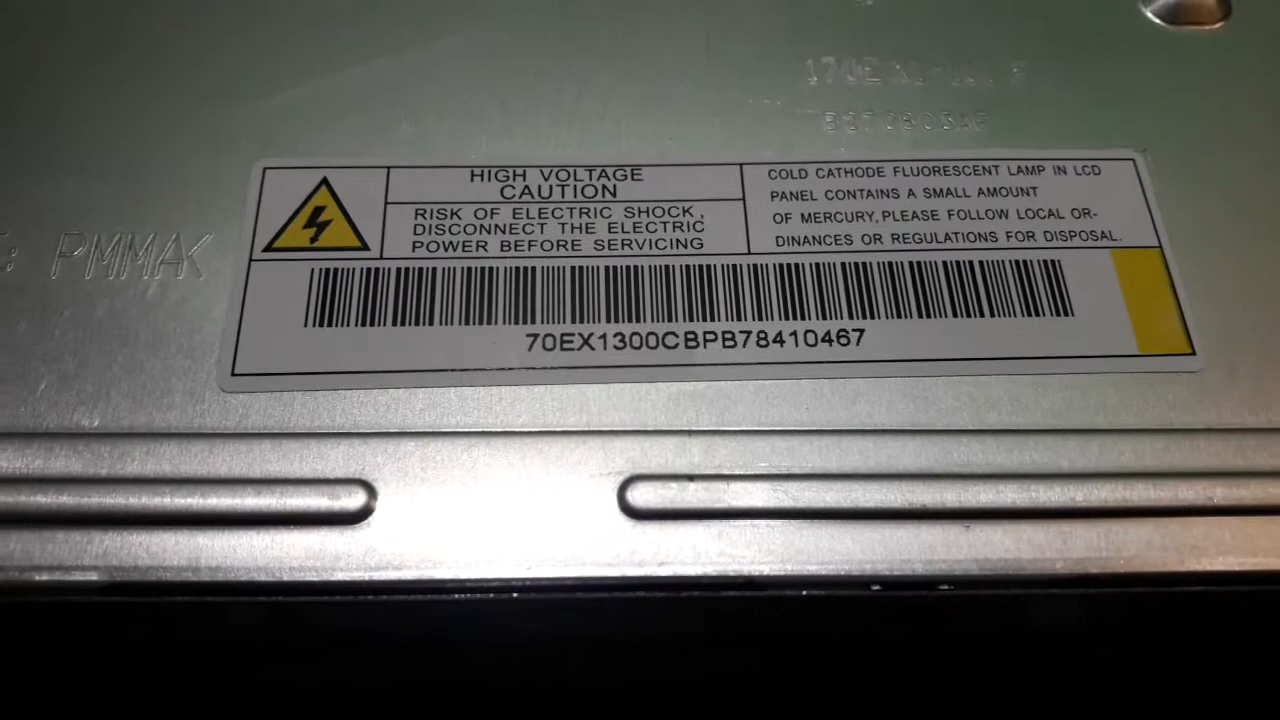 HIGH VOLTAGE
CAUTION
RISK OF ELECTRIC SHOCK,
DISCONNECT THE ELECTRIC
POWER BEFORE SERVICING
COLD CATHODE FLUORESCENT LAMP IN LCD
PANEL CONTAINS A SMALL AMOUNT
OF MERCURY,PLEASE FOLLOW LOCAL OR-
DINANCES OR REGULATIONS FOR DISPOSAL.
PMMA<
70EX1300CBPB78410467